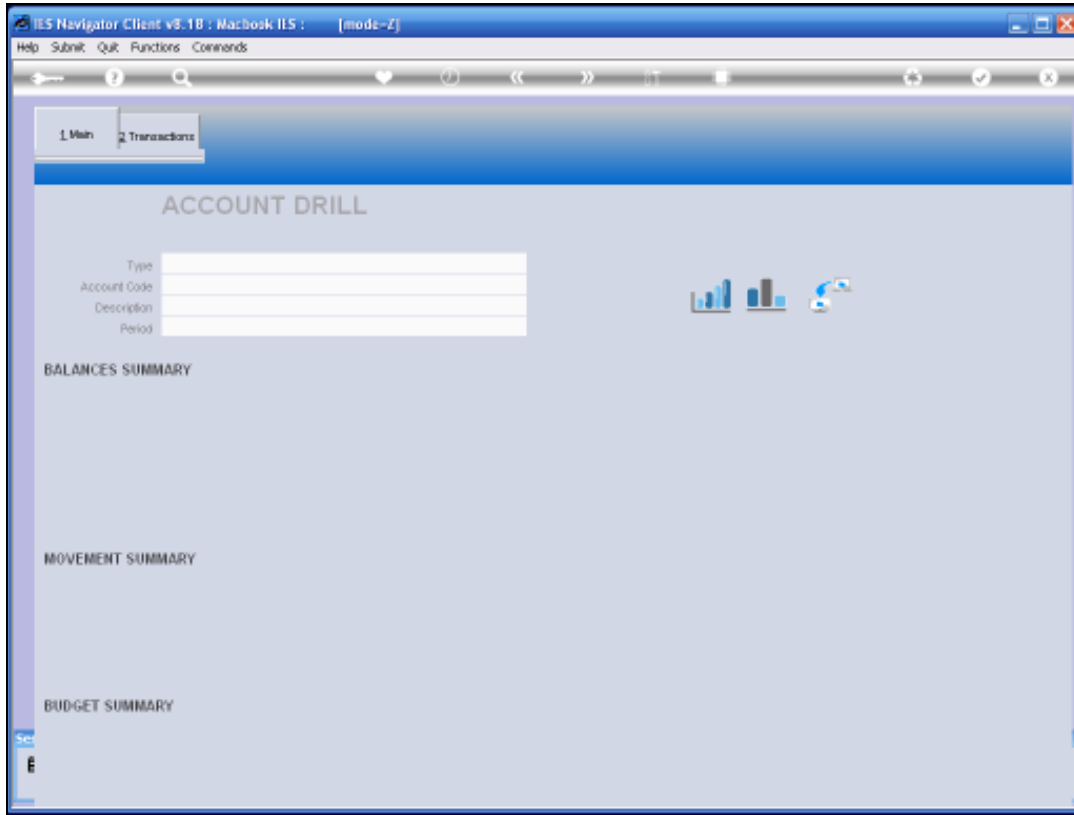 IES Navigator Client v8.18 : Macbook IES : [mode=Z]
Help Submit Quit Functions Commands
1 Main 2 Transactions
ACCOUNT DRILL
Type
Account Code
Description
Period
BALANCES SUMMARY
MOVEMENT SUMMARY
BUDGET SUMMARY